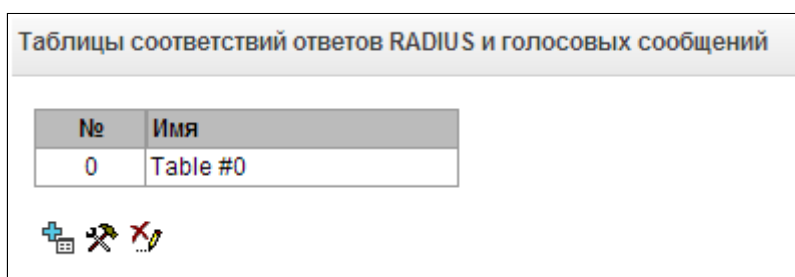 Таблицы соответствий ответов RADIUS и голосовых сообщений
№ Имя
0 Table #0